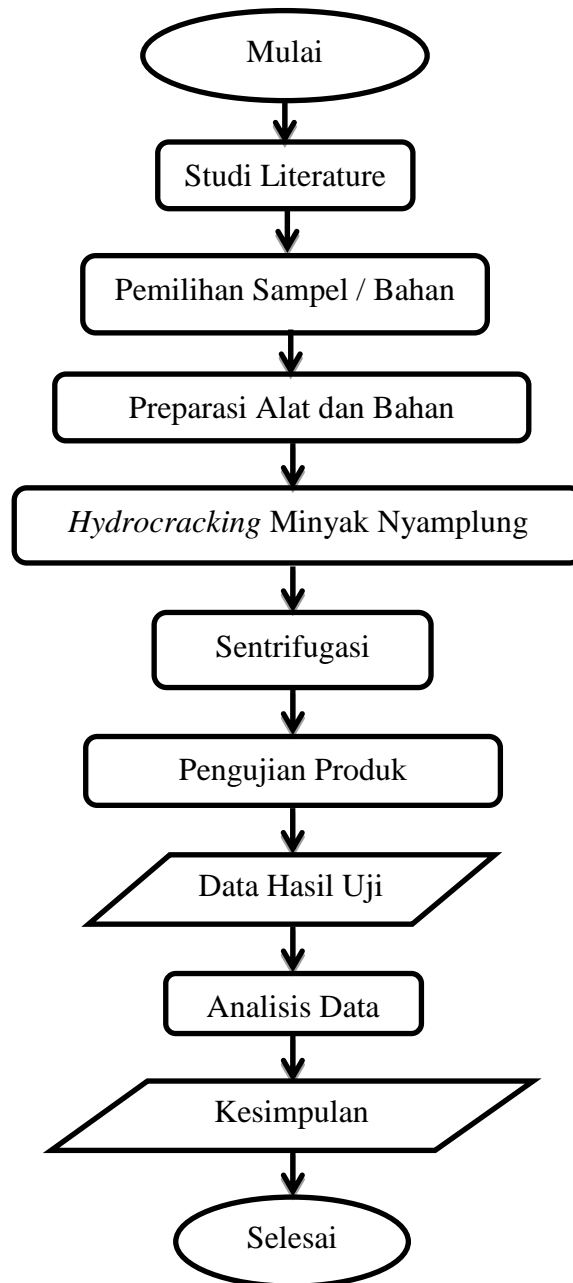 Mulai
Studi Literature
Pemilihan Sampel / Bahan
Preparasi Alat dan Bahan
Hydrocracking Minyak Nyamplung
Sentrifugasi
Pengujian Produk
Data Hasil Uji
Analisis Data
Kesimpulan
Selesai